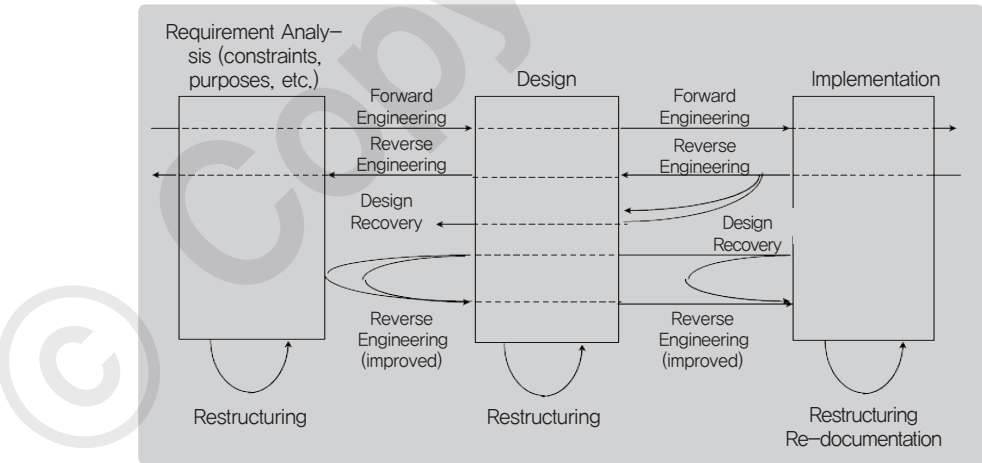 Requirement Analy-
sis (constraints,
purposes, etc.)
Design
Implementation
Forward
Engineering
Forward
Engineering
Reverse
Engineering
Reverse
Engineering
Design
Recovery
Design
Recovery
Reverse
Engineering
(improved)
Reverse
Engineering
(improved)
Restructuring
Restructuring
Restructuring
Re-documentation
© Copy